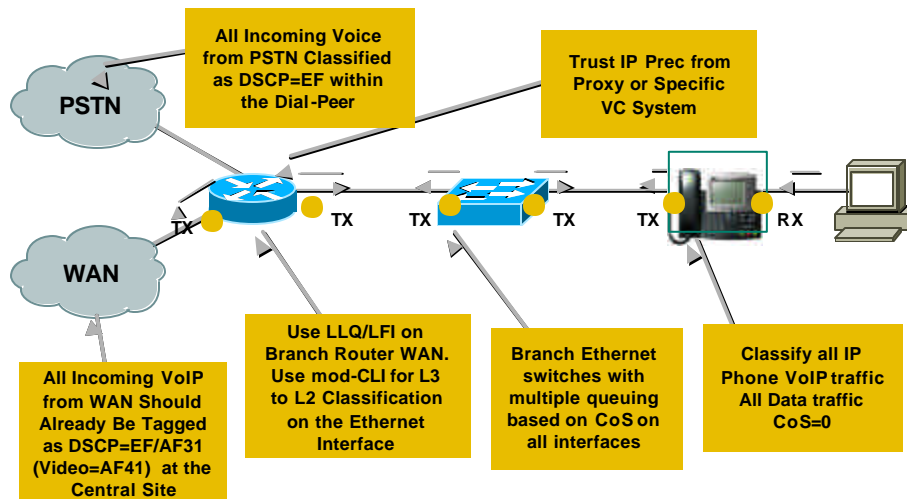 All Incoming Voice
from PSTN Classified
as DSCP=EF within
the Dial-Peer
Trust IP Prec from
Proxy or Specific
VC System
PSTN
TX
TX
TX
TX
TX
RX
WAN
Use LLQ/LFI on
Branch Router WAN.
Use mod-CLI for L3
to L2 Classification
on the Ethernet
Interface
Branch Ethernet
switches with
multiple queuing
based on CoS on
all interfaces
Classify all IP
Phone VoIP traffic
All Data traffic
CoS=0
All Incoming VoIP
from WAN Should
Already Be Tagged
as DSCP=EF/AF31
(Video=AF41) at the
Central Site